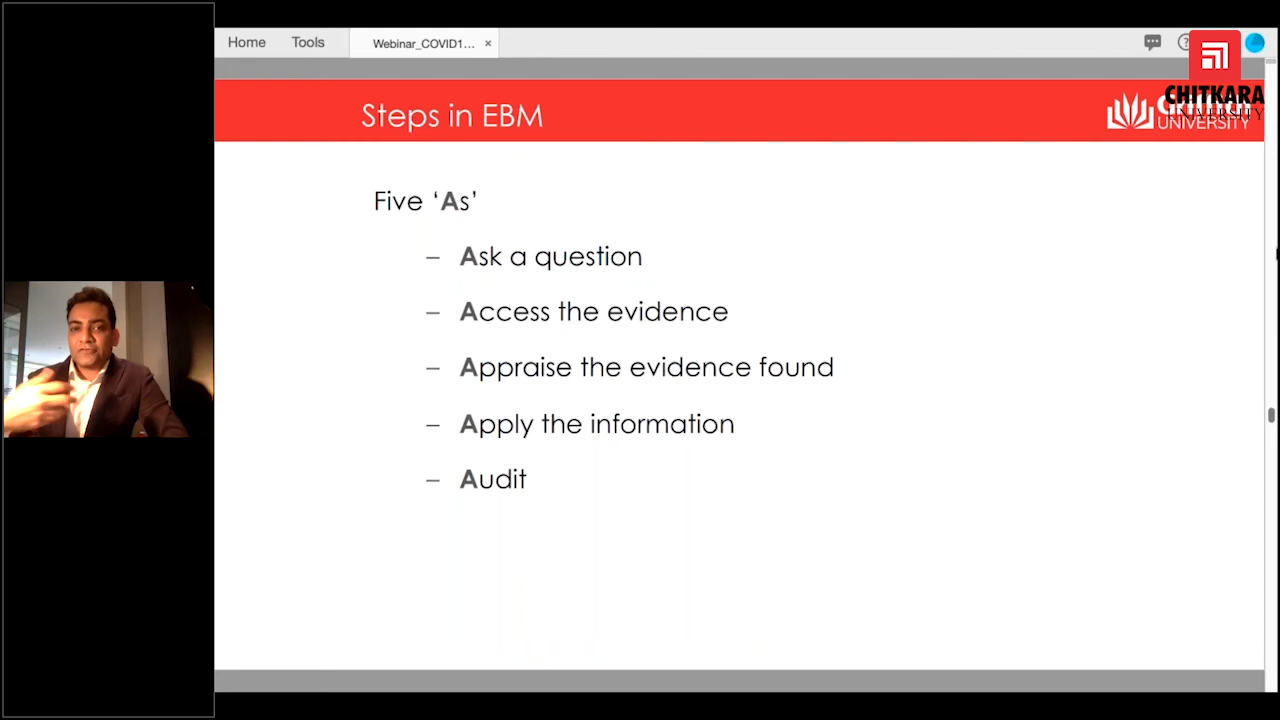 Home Tools Webinar_COVID1... ×
CHITKARA
UNIVERSITY
Steps in EBM
UNIVERSITY
Five ‘As’
– Ask a question
– Access the evidence
– Appraise the evidence found
– Apply the information
– Audit